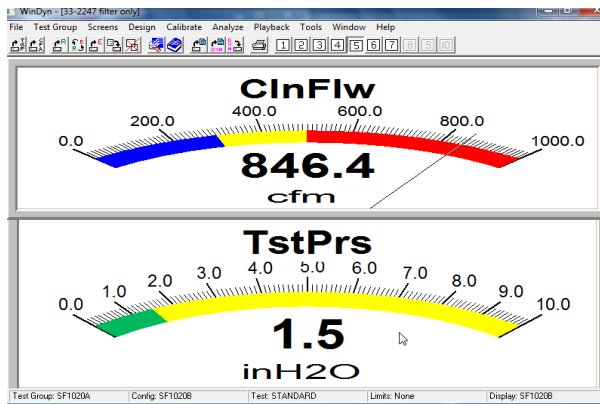 WinDyn - [33-2247 filter only]
File Test Group Screens Design Calibrate Analyze Playback Tools Window Help
1 2 3 4 5 6 7 8 9 10
ClnFlw
0.0 200.0 400.0 600.0 800.0 1000.0
846.4
cfm
TstPrs
0.0 1.0 2.0 3.0 4.0 5.0 6.0 7.0 8.0 9.0 10.0
1.5
inH2O
Test Group: SF1020A Config: SF1020B Test: STANDARD Limits: None Display: SF1020B